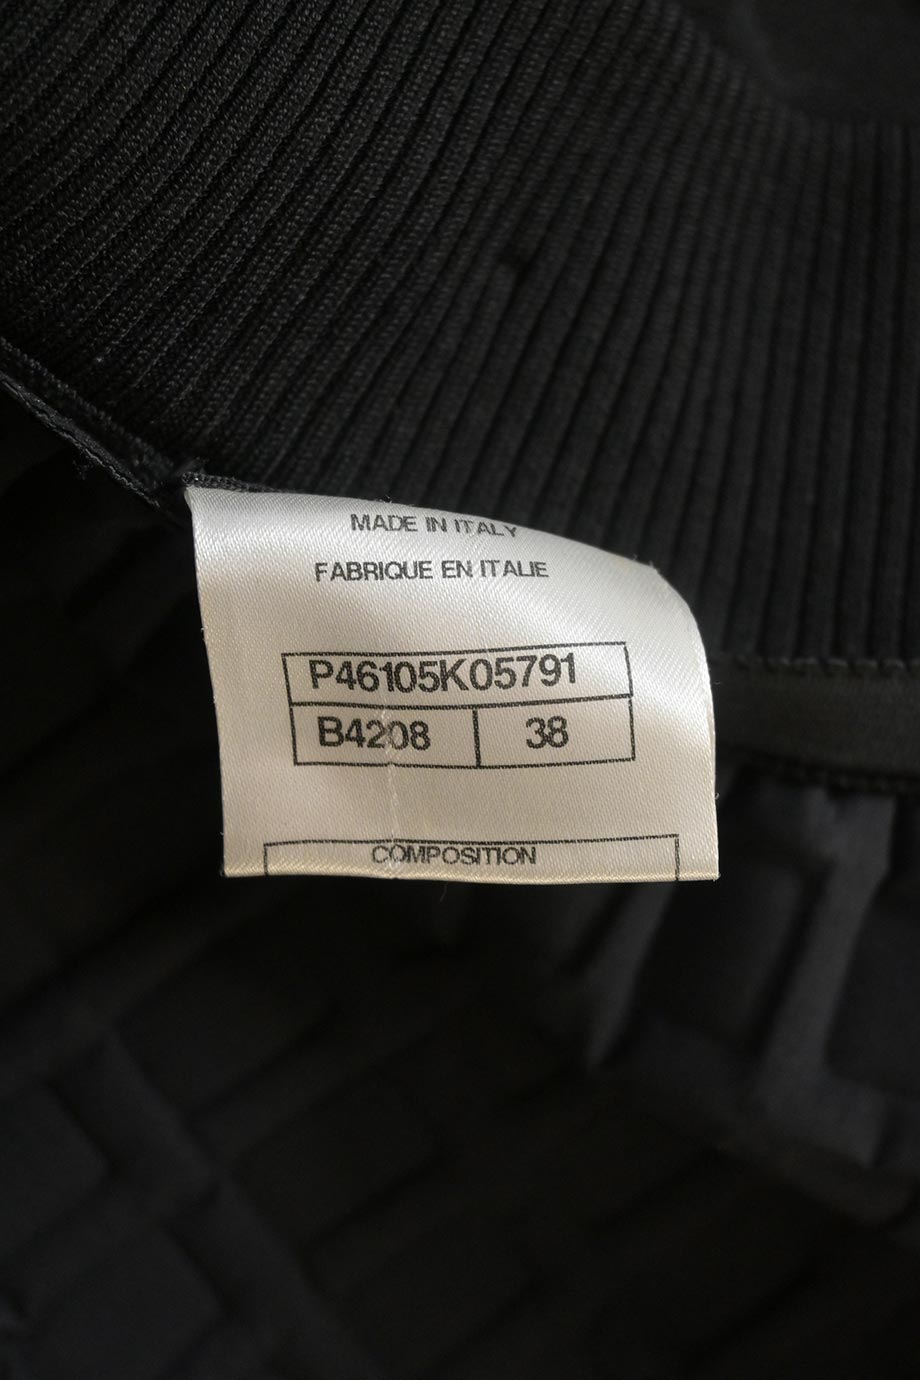 MADE IN ITALY
FABRIQUE EN ITALIE
P46105K05791
B4208 38
COMPOSITION